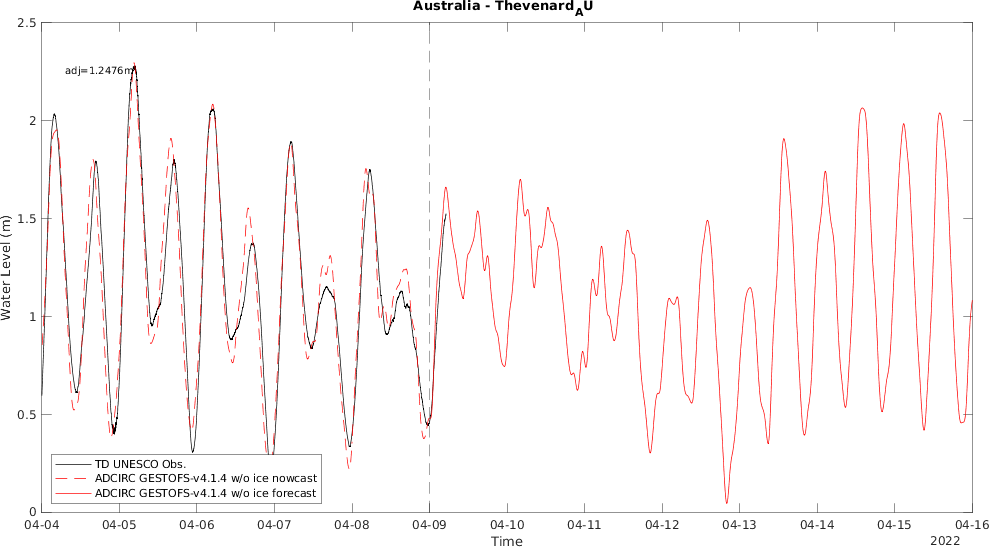 Australia - ThevenardAU
adj=1.2476m
Water Level (m)
2.5
2
1.5
1
0.5
0
TD UNESCO Obs.
ADCIRC GESTOFS-v4.1.4 w/o ice nowcast
ADCIRC GESTOFS-v4.1.4 w/o ice forecast
04-04 04-05 04-06 04-07 04-08 04-09 04-10 04-11 04-12 04-13 04-14 04-15 04-16
Time
2022